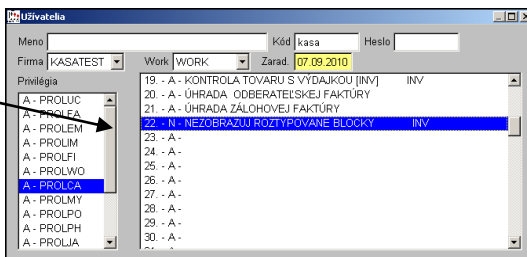 Užívatelia
Meno Kód kasa Heslo
Firma KASATEST Work WORK Zarad. 07.09.2010
Privilégia
A - PROLUC
A - PROLFA
A - PROLEM
A - PROLIM
A - PROLFI
A - PROLWO
A - PROLCA
A - PROLMY
A - PROLPO
A - PROLPH
A - PROLJA
19. - A - KONTROLA TOVARU S VÝDAJKOU [INV] INV
20. - A - ÚHRADA ODBERATEĽSKEJ FAKTÚRY
21. - A - ÚHRADA ZÁLOHOVEJ FAKTÚRY
22. - N - NEZOBRAZUJ ROZTYPOVANE BLOCKY INV
23. - A -
24. - A -
25. - A -
26. - A -
27. - A -
28. - A -
29. - A -
30. - A -